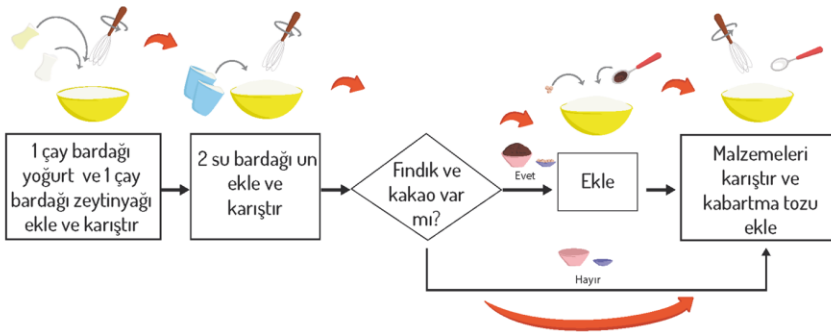 1 çay bardağı
yoğurt ve 1 çay
bardağı zeytinyağı
ekle ve karıştır
2 su bardağı un
ekle ve
karıştır
Fındık ve
kakao var
mı?
Evet
Ekle
Malzemeleri
karıştır ve
kabartma tozu
ekle
Hayır